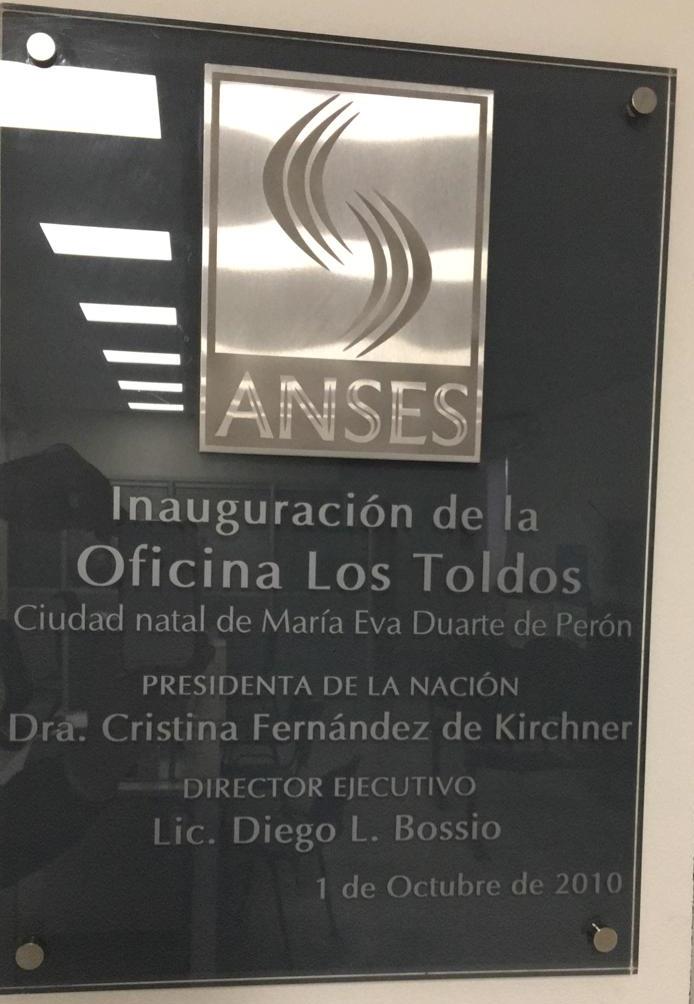 ANSES
Inauguración de la
Oficina Los Toldos
Ciudad natal de María Eva Duarte de Perón
PRESIDENTA DE LA NACIÓN
Dra. Cristina Fernández de Kirchner
DIRECTOR EJECUTIVO
Lic. Diego L. Bossio
1 de Octubre de 2010